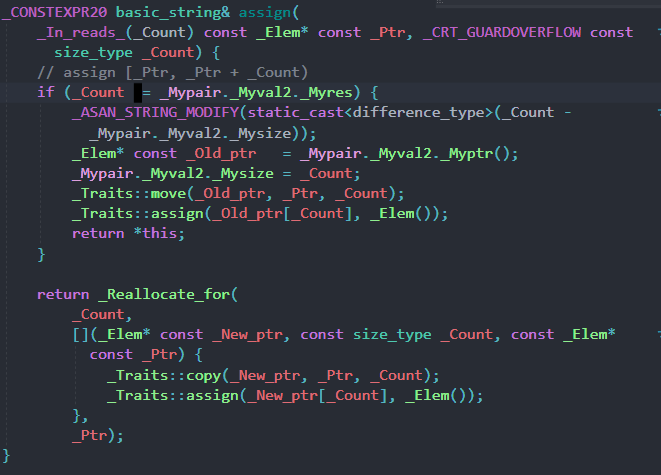 _CONSTEXPR20 basic_string& assign(
_In_reads_(_Count) const _Elem* const _Ptr, _CRT_GUARDOVERFLOW const
size_type _Count) {
// assign [_Ptr, _Ptr + _Count)
if (_Count = _Mypair._Myval2._Myres) {
_ASAN_STRING_MODIFY(static_cast<difference_type>(_Count -
_Mypair._Myval2._Mysize));
_Elem* const _Old_ptr   = _Mypair._Myval2._Myptr();
_Mypair._Myval2._Mysize = _Count;
_Traits::move(_Old_ptr, _Ptr, _Count);
_Traits::assign(_Old_ptr[_Count], _Elem());
return *this;
}
return _Reallocate_for(
_Count,
[](_Elem* const _New_ptr, const size_type _Count, const _Elem*
const _Ptr) {
_Traits::copy(_New_ptr, _Ptr, _Count);
_Traits::assign(_New_ptr[_Count], _Elem());
},
_Ptr);
}